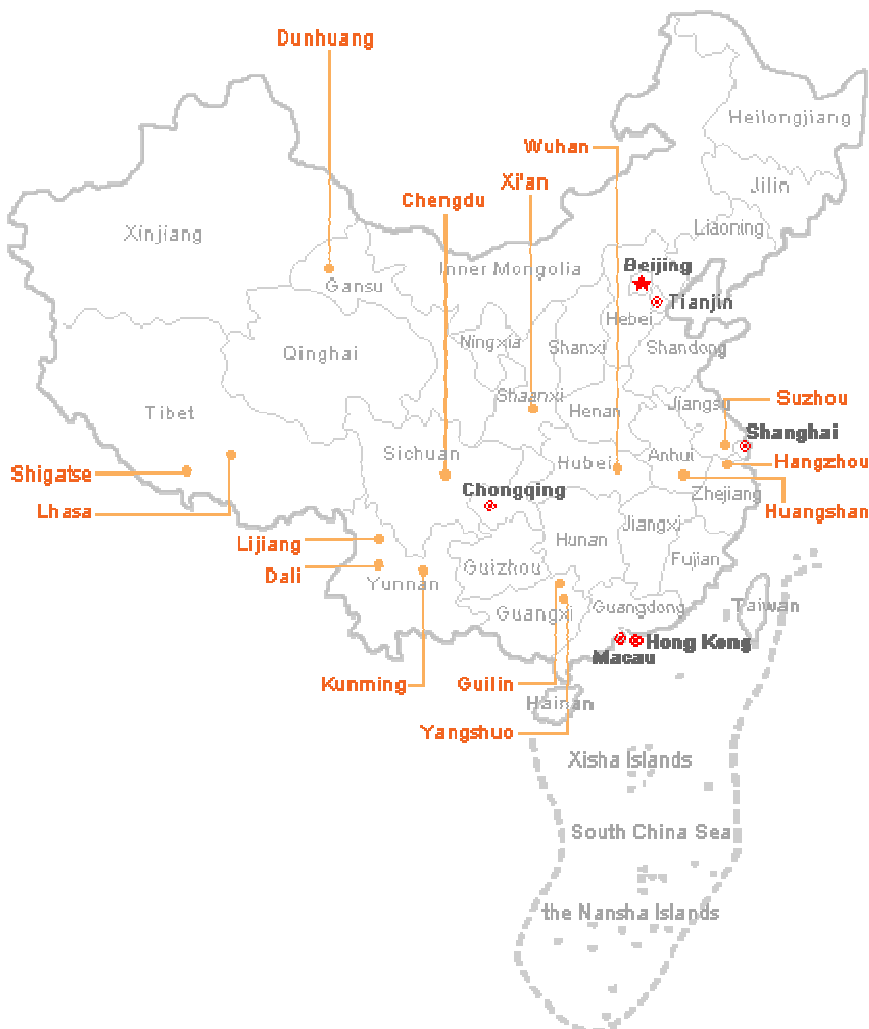 Dunhuang
Heilongjiang
Wuhan
Xi'an
Jilin
Chengdu
Liaoning
Xinjiang
Inner Mongolia
Beijing
Gansu
Tianjin
Hebei
Ningxia
Shanxi
Shandong
Qinghai
Shaanxi
Suzhou
Jiangsu
Henan
Tibet
Shanghai
Sichuan
Anhui
Hangzhou
Hubei
Shigatse
Chongqing
Zhejiang
Lhasa
Huangshan
Jiangxi
Lijiang
Hunan
Fujian
Guizhou
Dali
Yunnan
Taiwan
Guangdong
Guangxi
Hong Kong
Macau
Kunming
Guilin
Hainan
Yangshuo
Xisha Islands
South China Sea
the Nansha Islands